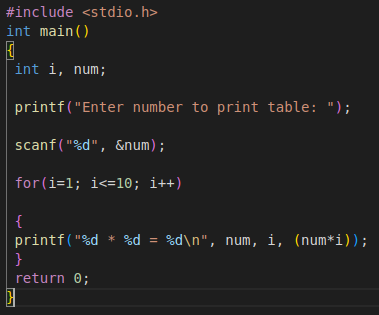 #include <stdio.h>
int main()
{
int i, num;
printf("Enter number to print table: ");
scanf("%d", &num);
for(i=1; i<=10; i++)
{
printf("%d * %d = %d\n", num, i, (num*i));
}
return 0;
}